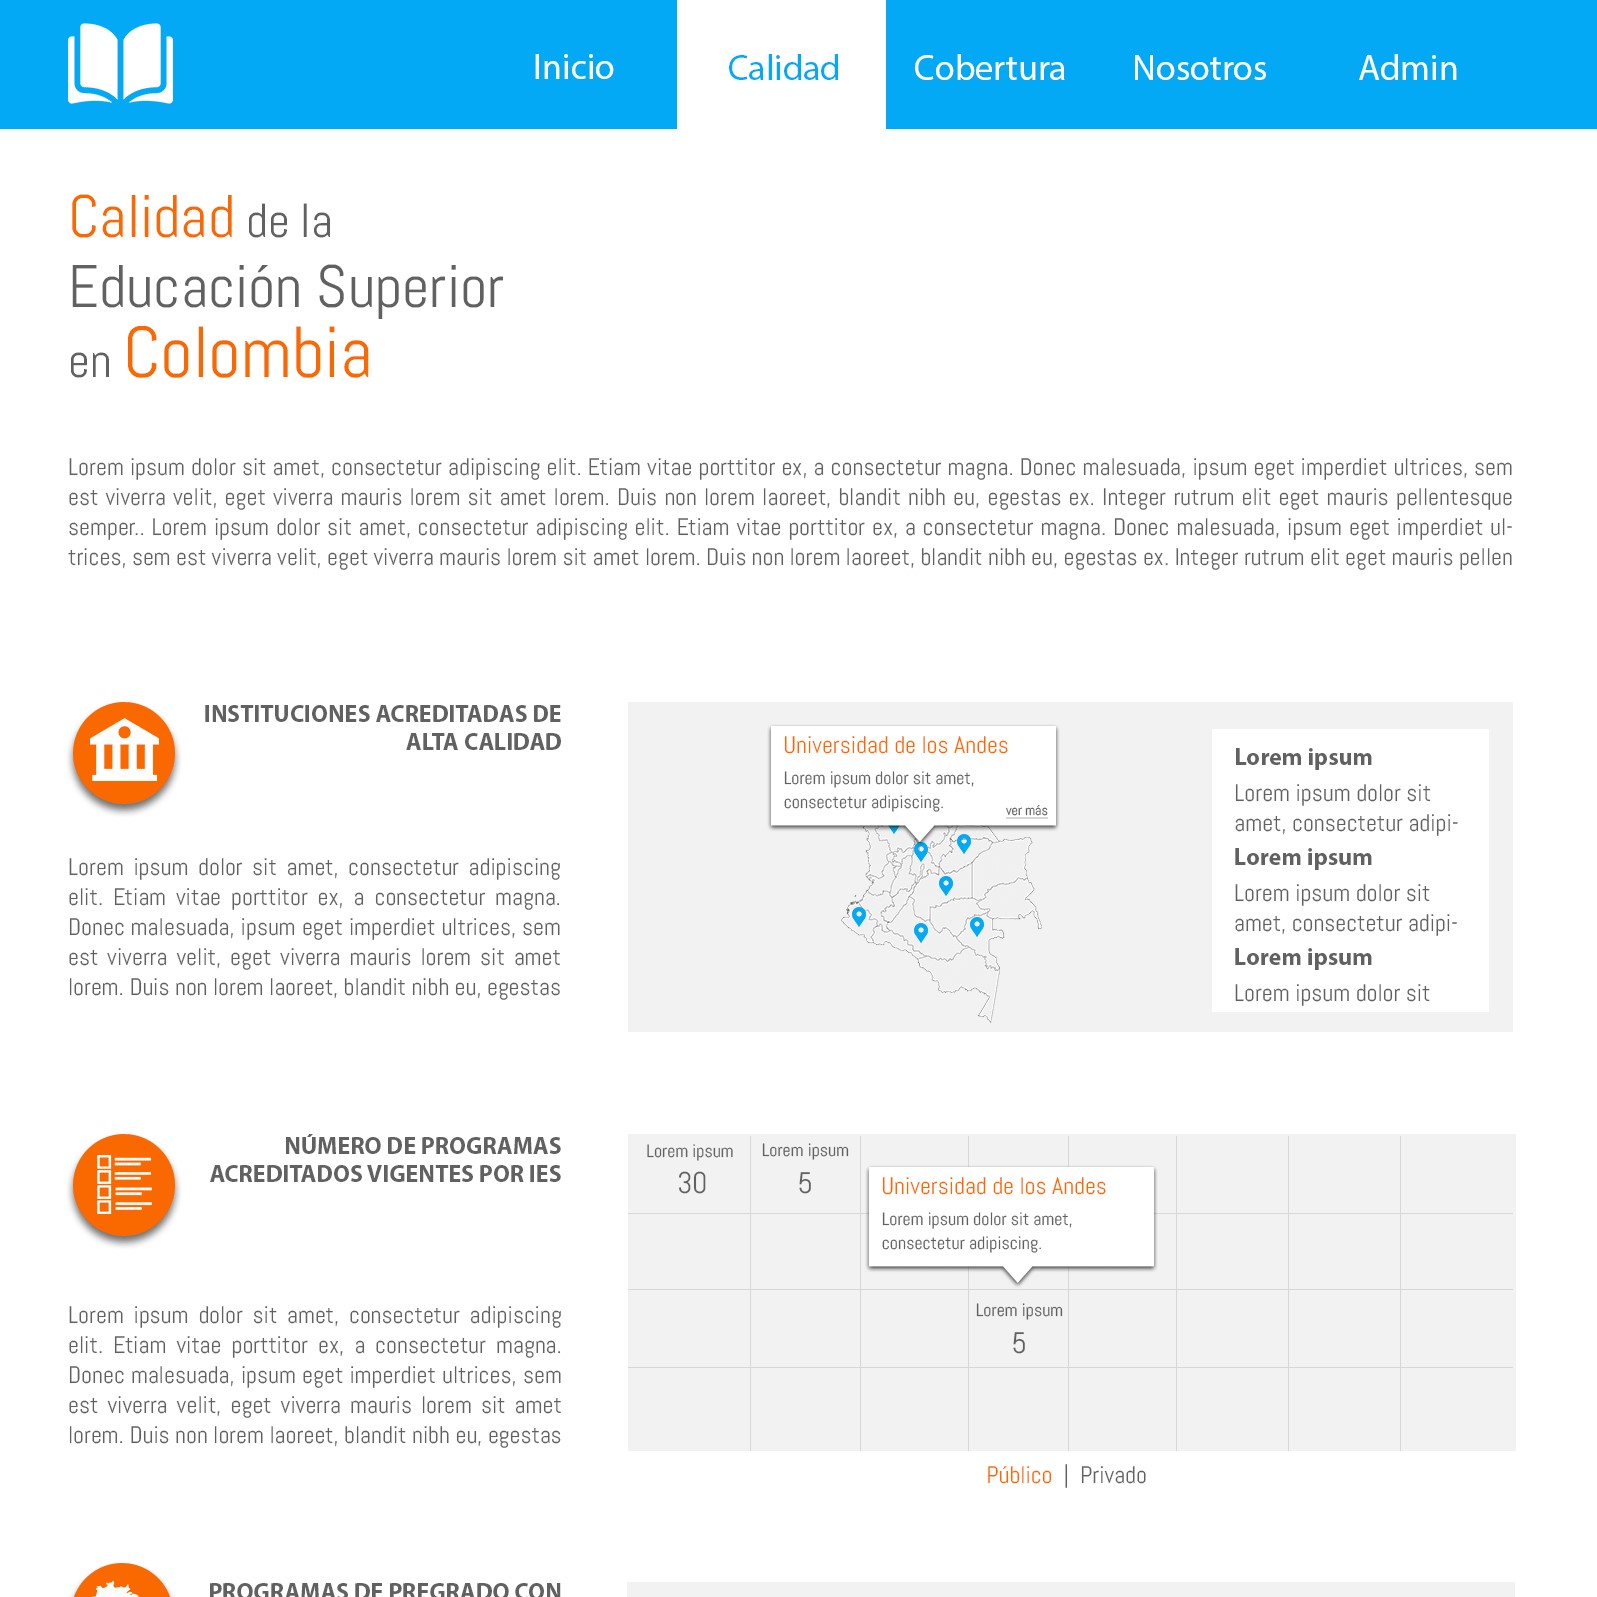 Inicio
Calidad
Cobertura
Nosotros
Admin
Calidad de la
Educación Superior
en Colombia
Lorem ipsum dolor sit amet, consectetur adipiscing elit. Etiam vitae porttitor ex, a consectetur magna. Donec malesuada, ipsum eget imperdiet ultrices, sem
est viverra velit, eget viverra mauris lorem sit amet lorem. Duis non lorem laoreet, blandit nibh eu, egestas ex. Integer rutrum elit eget mauris pellentesque
semper.. Lorem ipsum dolor sit amet, consectetur adipiscing elit. Etiam vitae porttitor ex, a consectetur magna. Donec malesuada, ipsum eget imperdiet ul-
trices, sem est viverra velit, eget viverra mauris lorem sit amet lorem. Duis non lorem laoreet, blandit nibh eu, egestas ex. Integer rutrum elit eget mauris pellen
INSTITUCIONES ACREDITADAS DE
ALTA CALIDAD
Lorem ipsum dolor sit amet, consectetur adipiscing
elit. Etiam vitae porttitor ex, a consectetur magna.
Donec malesuada, ipsum eget imperdiet ultrices, sem
est viverra velit, eget viverra mauris lorem sit amet
lorem. Duis non lorem laoreet, blandit nibh eu, egestas
Universidad de los Andes
Lorem ipsum dolor sit amet,
consectetur adipiscing.
ver más
Lorem ipsum
Lorem ipsum dolor sit
amet, consectetur adipi-
Lorem ipsum
Lorem ipsum dolor sit
amet, consectetur adipi-
Lorem ipsum
Lorem ipsum dolor sit
NÚMERO DE PROGRAMAS
ACREDITADOS VIGENTES POR IES
Lorem ipsum dolor sit amet, consectetur adipiscing
elit. Etiam vitae porttitor ex, a consectetur magna.
Donec malesuada, ipsum eget imperdiet ultrices, sem
est viverra velit, eget viverra mauris lorem sit amet
lorem. Duis non lorem laoreet, blandit nibh eu, egestas
Lorem ipsum
30
Lorem ipsum
5
Universidad de los Andes
Lorem ipsum dolor sit amet,
consectetur adipiscing.
Lorem ipsum
5
Público | Privado
PROGRAMAS DE PREGRADO CON